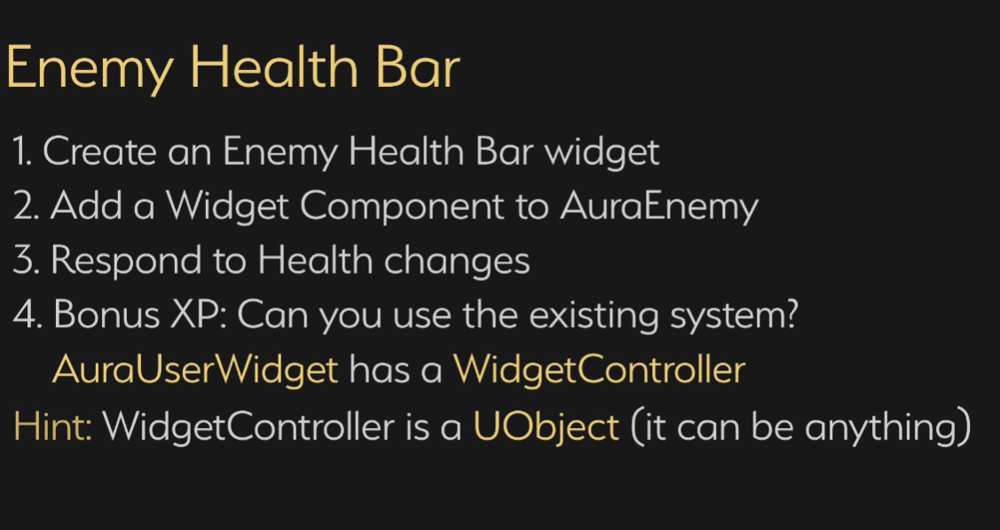 Enemy Health Bar
1. Create an Enemy Health Bar widget
2. Add a Widget Component to AuraEnemy
3. Respond to Health changes
4. Bonus XP: Can you use the existing system?
AuraUserWidget has a WidgetController
Hint: WidgetController is a UObject (it can be anything)